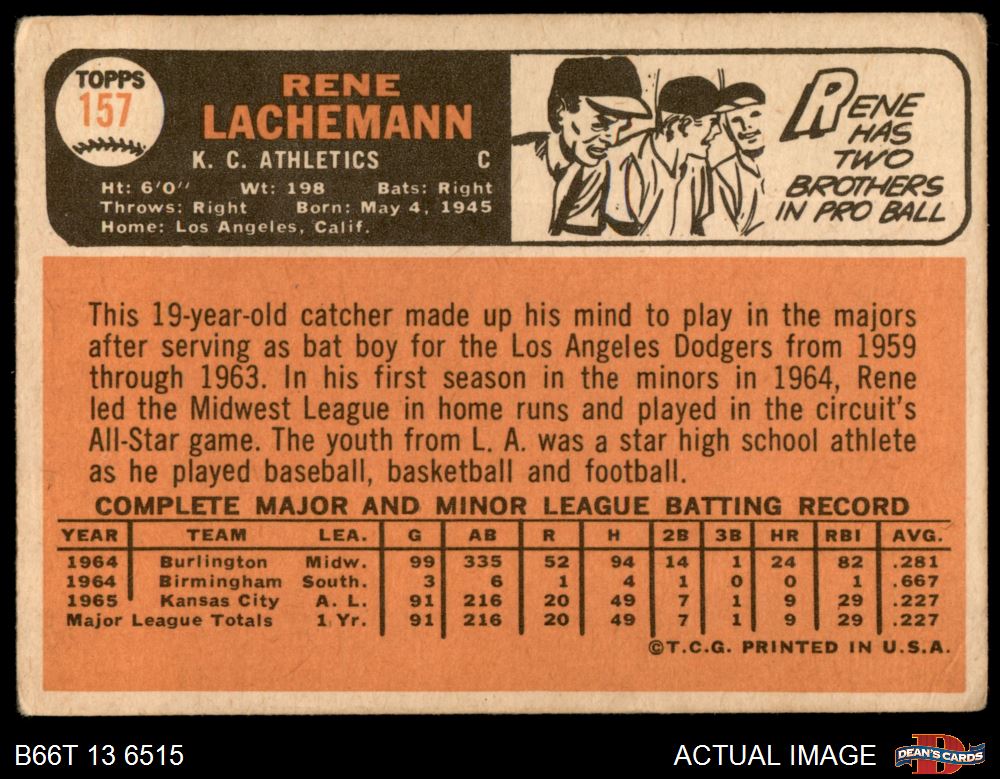 TOPPS
157
RENE
LACHEMANN
K. C. ATHLETICS C
Ht: 6'0" Wt: 198 Bats: Right
Throws: Right Born: May 4, 1945
Home: Los Angeles, Calif.
RENE
HAS
TWO
BROTHERS
IN PRO BALL
This 19-year-old catcher made up his mind to play in the majors
after serving as bat boy for the Los Angeles Dodgers from 1959
through 1963. In his first season in the minors in 1964, Rene
led the Midwest League in home runs and played in the circuit's
All-Star game. The youth from L. A. was a star high school athlete
as he played baseball, basketball and football.
COMPLETE MAJOR AND MINOR LEAGUE BATTING RECORD
YEAR TEAM LEA. G AB R H 2B 3B HR RBI AVG.
1964 Burlington Midw. 99 335 52 94 14 1 24 82 .281
1964 Birmingham South. 3 6 1 4 1 0 0 1 .667
1965 Kansas City A. L. 91 216 20 49 7 1 9 29 .227
Major League Totals 1 Yr. 91 216 20 49 7 1 9 29 .227
©T.C.G. PRINTED IN U.S.A.
B66T 13 6515 ACTUAL IMAGE DEAN'S CARDS